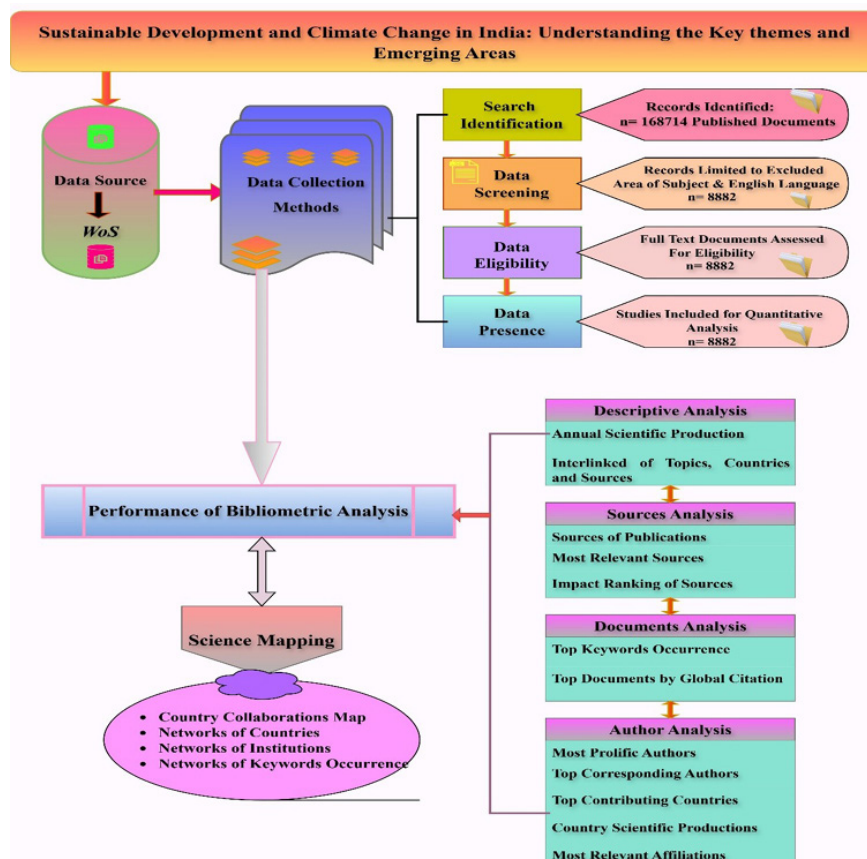 Sustainable Development and Climate Change in India: Understanding the Key themes and
Emerging Areas
Data Source
WoS
Data Collection
Methods
Search
Identification
Records Identified:
n= 168714 Published Documents
Data
Screening
Records Limited to Excluded
Area of Subject & English Language
n= 8882
Data
Eligibility
Full Text Documents Assessed
For Eligibility
n= 8882
Data
Presence
Studies Included for Quantitative
Analysis
n= 8882
Performance of Bibliometric Analysis
Science Mapping
• Country Collaborations Map
• Networks of Countries
• Networks of Institutions
• Networks of Keywords Occurrence
Descriptive Analysis
Annual Scientific Production
Interlinked of Topics, Countries
and Sources
Sources Analysis
Sources of Publications
Most Relevant Sources
Impact Ranking of Sources
Documents Analysis
Top Keywords Occurrence
Top Documents by Global Citation
Author Analysis
Most Prolific Authors
Top Corresponding Authors
Top Contributing Countries
Country Scientific Productions
Most Relevant Affiliations